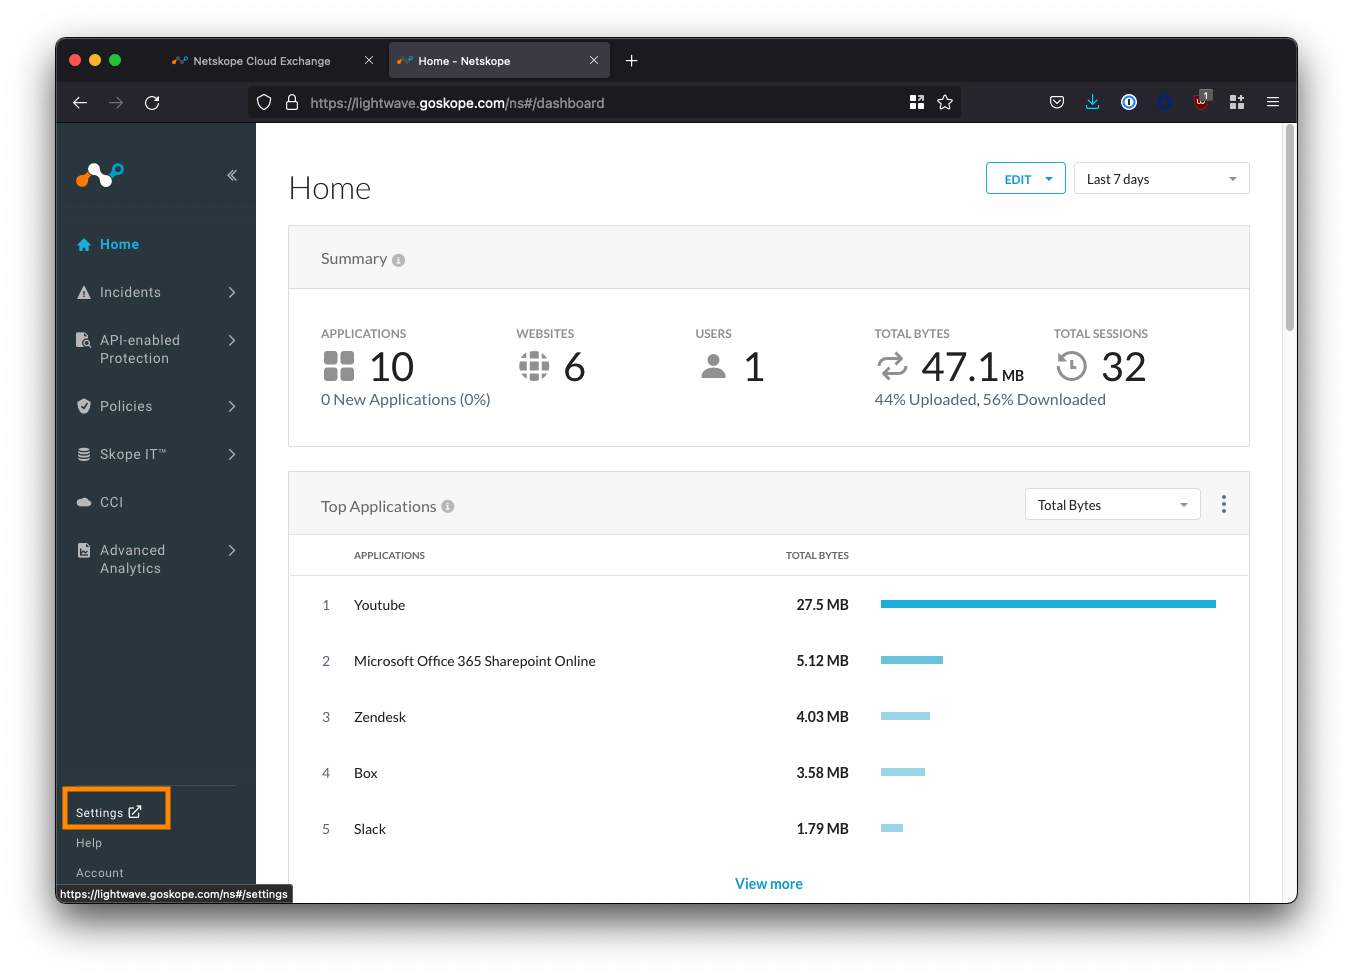 Netskope Cloud Exchange
Home - Netskope
https://lightwave.goskope.com/ns#/dashboard
1
Home
Incidents
API-enabled
Protection
Policies
Skope IT™
CCI
Advanced
Analytics
Settings
Help
Account
https://lightwave.goskope.com/ns#/settings
Home
EDIT
Last 7 days
Summary
APPLICATIONS
10
0 New Applications (0%)
WEBSITES
6
USERS
1
TOTAL BYTES
47.1 MB
44% Uploaded, 56% Downloaded
TOTAL SESSIONS
32
Top Applications
Total Bytes
APPLICATIONS TOTAL BYTES
1 Youtube 27.5 MB
2 Microsoft Office 365 Sharepoint Online 5.12 MB
3 Zendesk 4.03 MB
4 Box 3.58 MB
5 Slack 1.79 MB
View more